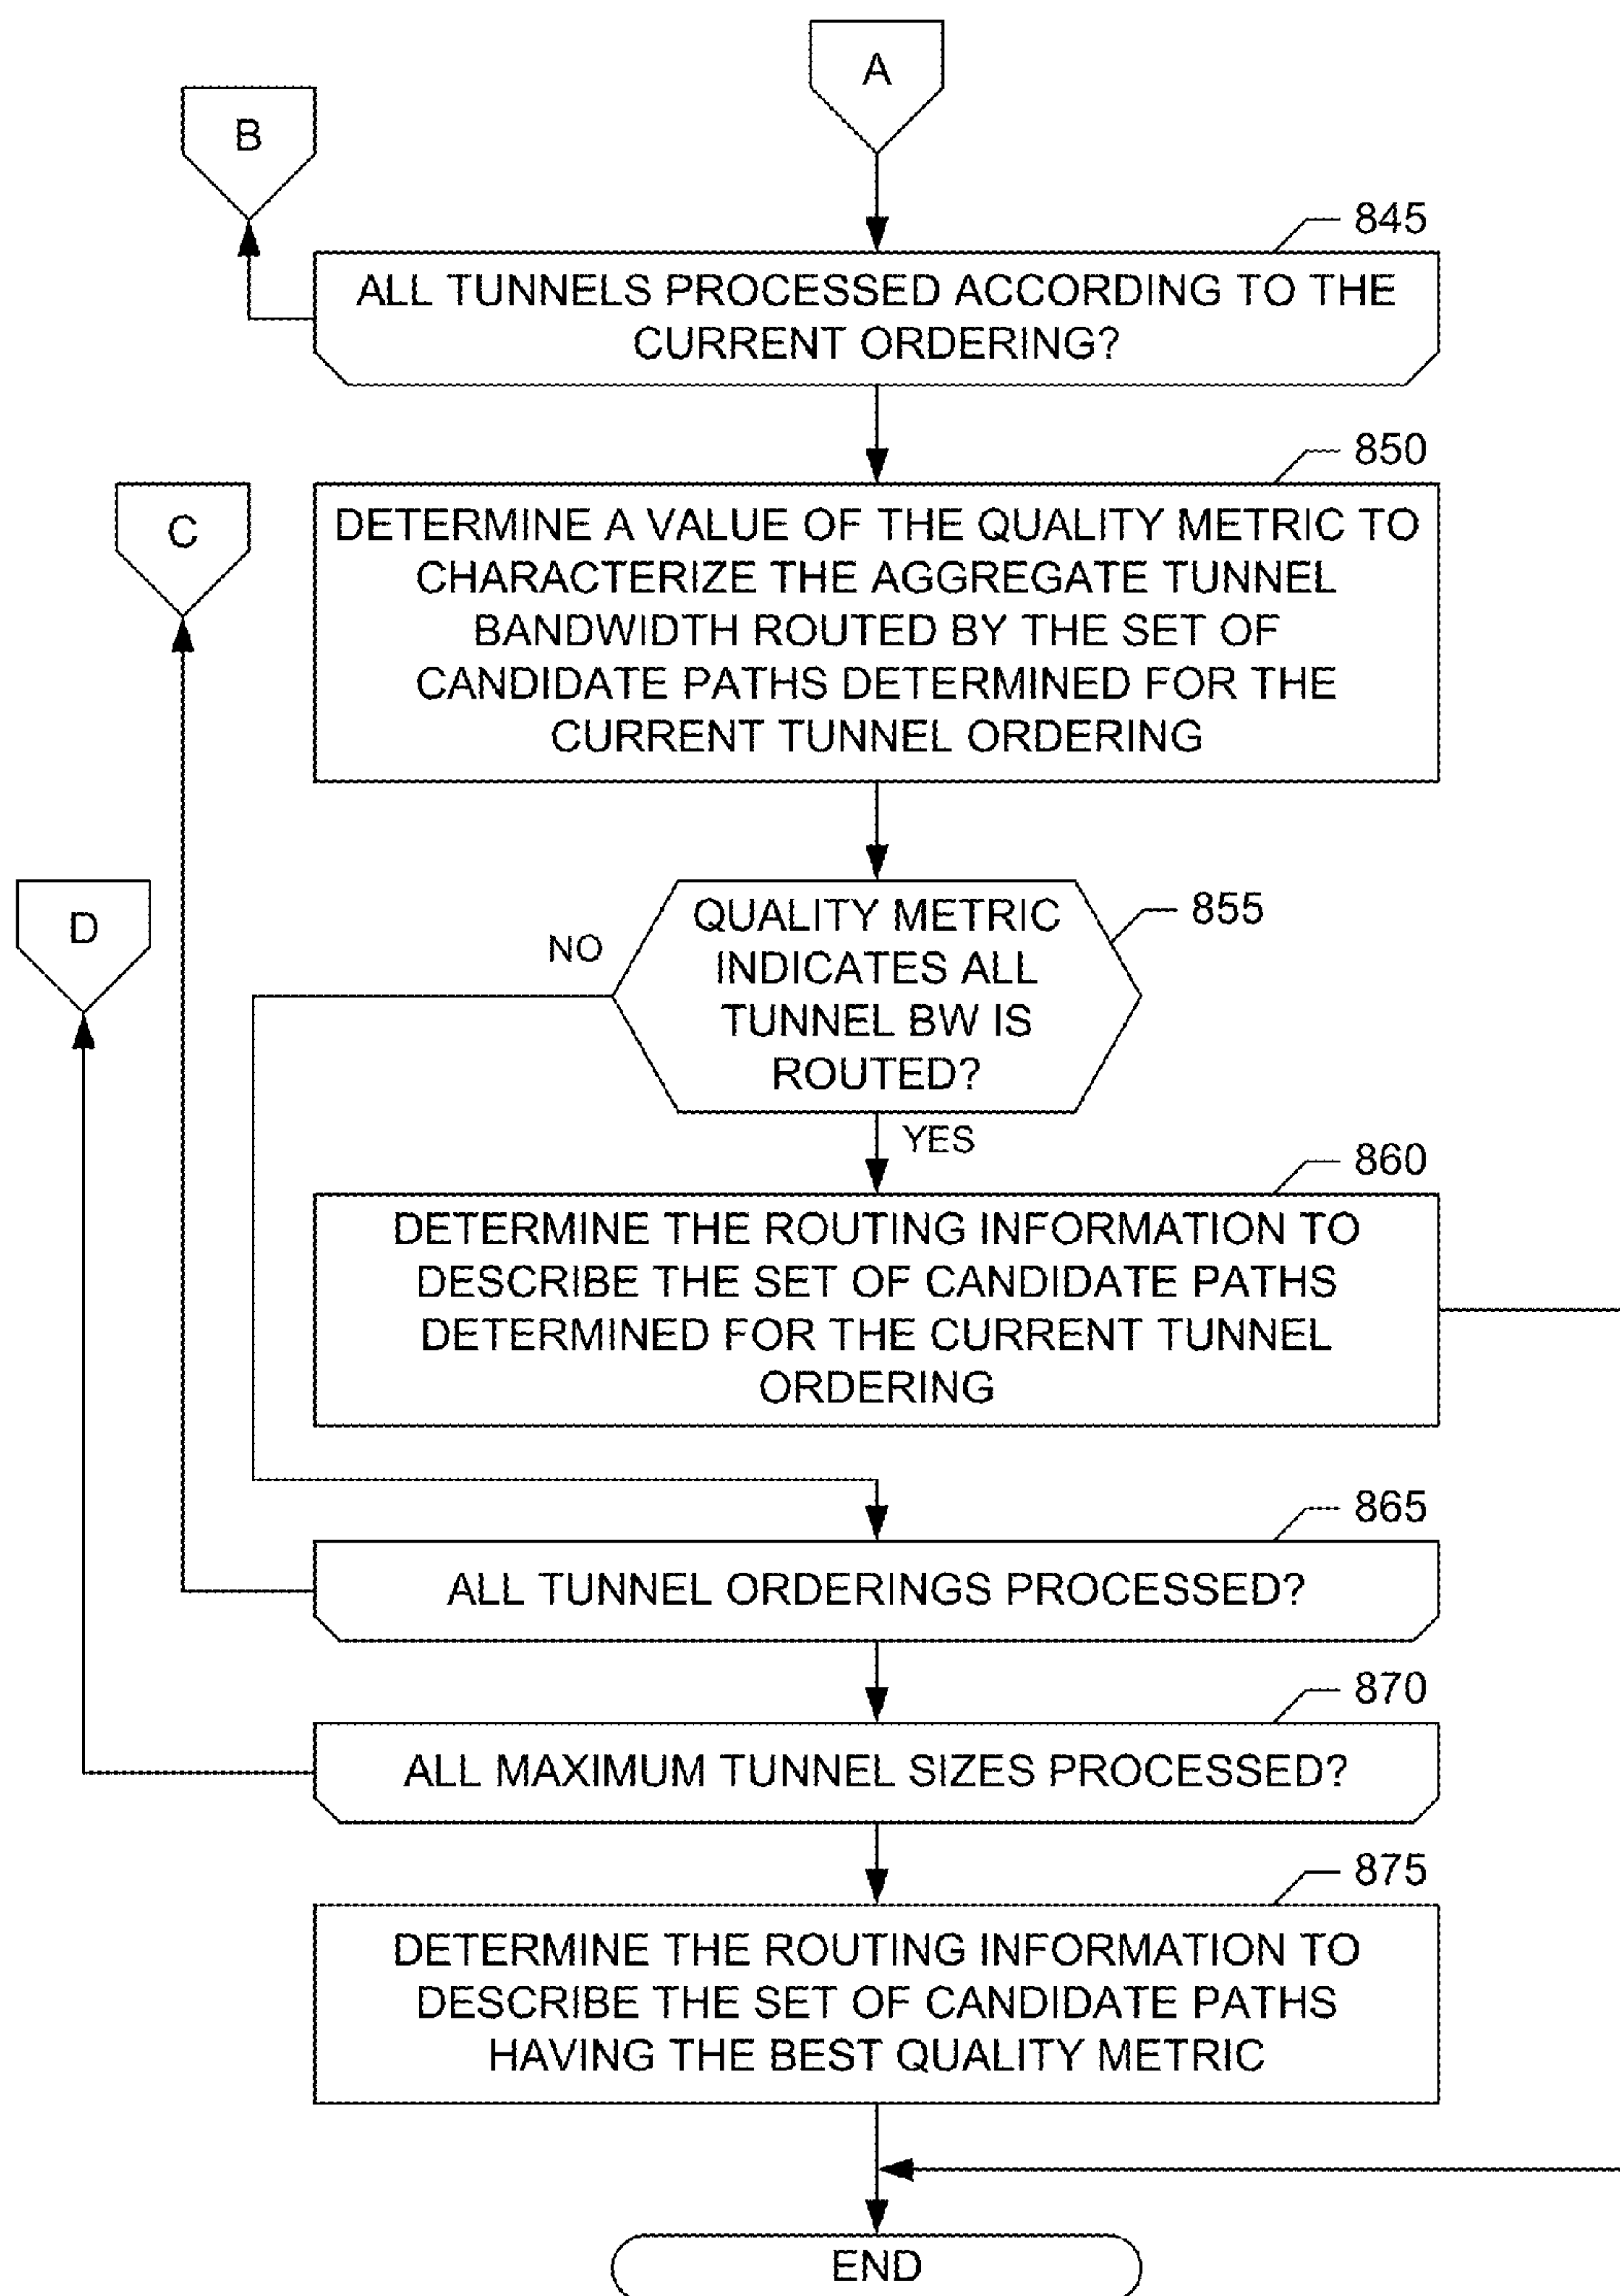 A
B
845
ALL TUNNELS PROCESSED ACCORDING TO THE
CURRENT ORDERING?
850
C
DETERMINE A VALUE OF THE QUALITY METRIC TO
CHARACTERIZE THE AGGREGATE TUNNEL
BANDWIDTH ROUTED BY THE SET OF
CANDIDATE PATHS DETERMINED FOR THE
CURRENT TUNNEL ORDERING
D
855
NO
QUALITY METRIC
INDICATES ALL
TUNNEL BW IS
ROUTED?
YES
860
DETERMINE THE ROUTING INFORMATION TO
DESCRIBE THE SET OF CANDIDATE PATHS
DETERMINED FOR THE CURRENT TUNNEL
ORDERING
865
ALL TUNNEL ORDERINGS PROCESSED?
870
ALL MAXIMUM TUNNEL SIZES PROCESSED?
875
DETERMINE THE ROUTING INFORMATION TO
DESCRIBE THE SET OF CANDIDATE PATHS
HAVING THE BEST QUALITY METRIC
END